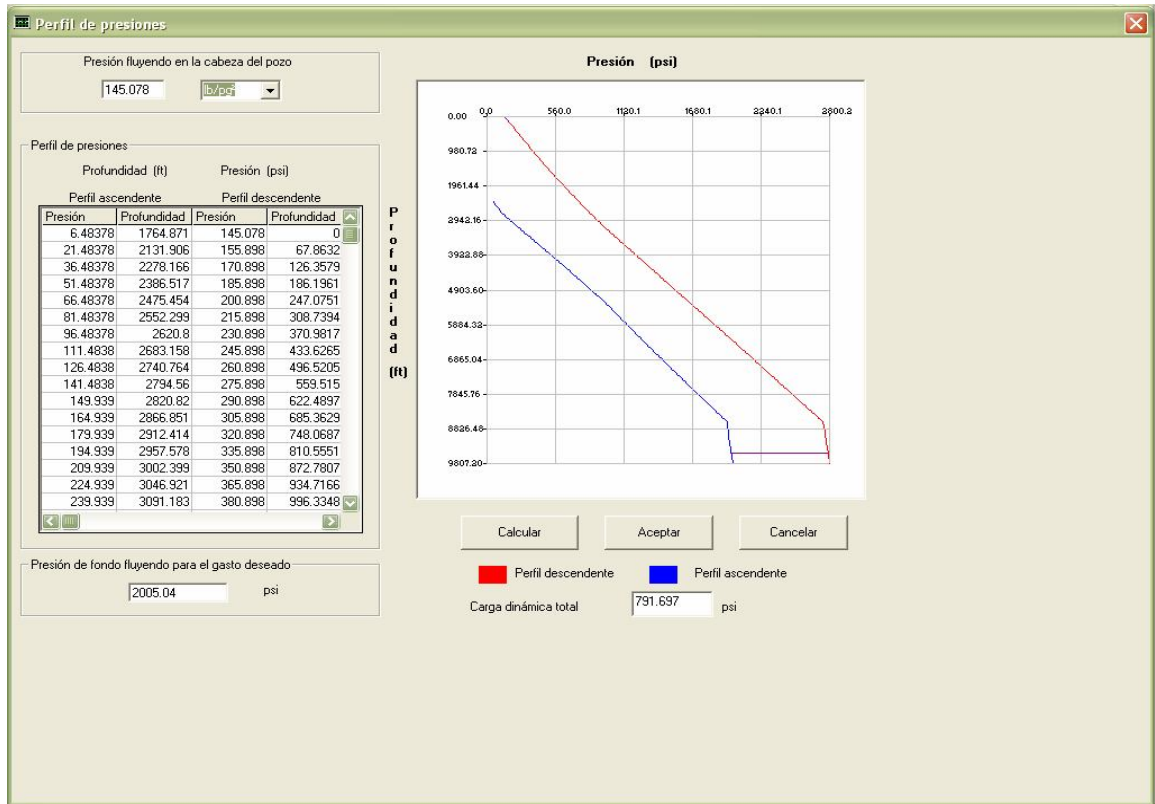 Perfil de presiones
Presión fluyendo en la cabeza del pozo
145.078 lb/pg²
Perfil de presiones
Profundidad (ft) Presión (psi)
Perfil ascendente Perfil descendente
Presión Profundidad Presión Profundidad
6.48378 1764.871 145.078 0
21.48378 2131.906 155.898 67.8632
36.48378 2278.166 170.898 126.3579
51.48378 2386.517 185.898 186.1961
66.48378 2475.454 200.898 247.0751
81.48378 2552.299 215.898 308.7394
96.48378 2620.8 230.898 370.9817
111.4838 2683.158 245.898 433.6265
126.4838 2740.764 260.898 496.5205
141.4838 2794.56 275.898 559.515
149.939 2820.82 290.898 622.4897
164.939 2866.851 305.898 685.3629
179.939 2912.414 320.898 748.0687
194.939 2957.578 335.898 810.5551
209.939 3002.399 350.898 872.7807
224.939 3046.921 365.898 934.7166
239.939 3091.183 380.898 996.3348
Presión de fondo fluyendo para el gasto deseado
2005.04 psi
Presión (psi)
0.0 560.0 1120.1 1680.1 2240.1 2800.2
Profundidad (ft)
0.00
980.72
1961.44
2942.16
3922.88
4903.60
5884.32
6865.04
7845.76
8826.48
9807.20
Calcular Aceptar Cancelar
Perfil descendente Perfil ascendente
Carga dinámica total 791.697 psi